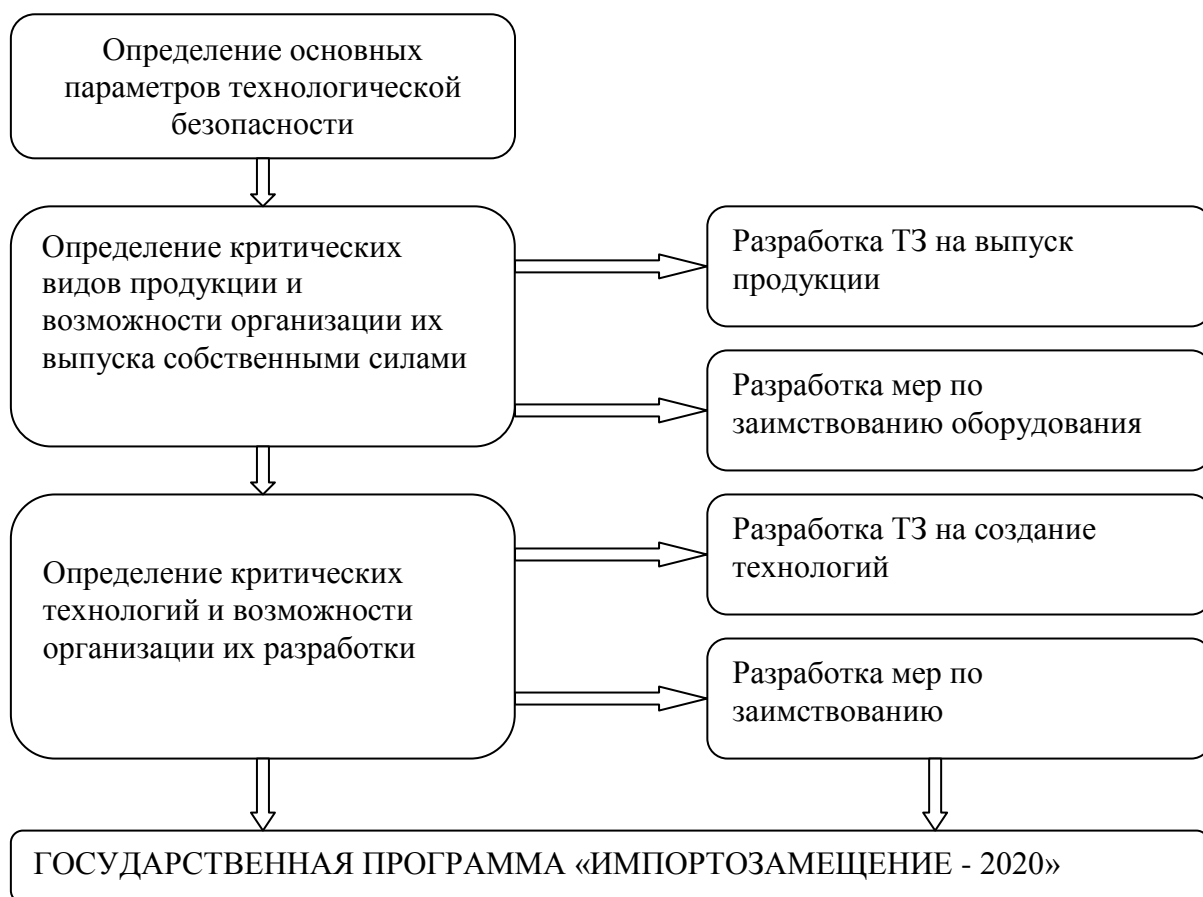 Определение основных
параметров технологической
безопасности
Определение критических
видов продукции и
возможности организации их
выпуска собственными силами
Разработка ТЗ на выпуск
продукции
Разработка мер по
заимствованию оборудования
Определение критических
технологий и возможности
организации их разработки
Разработка ТЗ на создание
технологий
Разработка мер по
заимствованию
ГОСУДАРСТВЕННАЯ ПРОГРАММА «ИМПОРТОЗАМЕЩЕНИЕ - 2020»